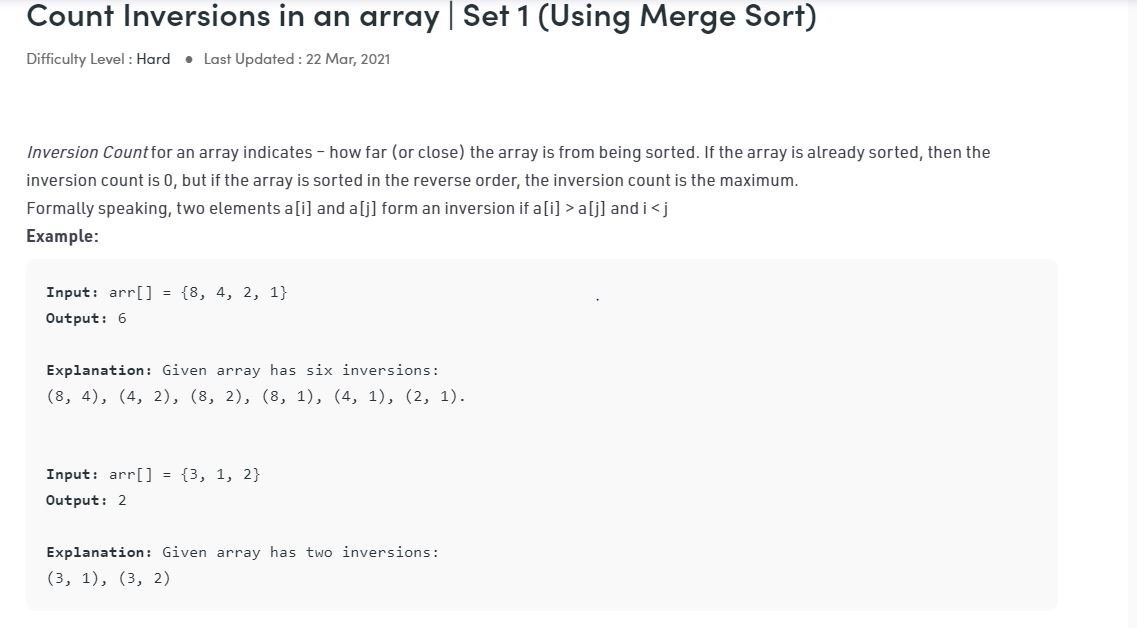 Count Inversions in an array | Set 1 (Using Merge Sort)
Difficulty Level : Hard ● Last Updated : 22 Mar, 2021
Inversion Count for an array indicates – how far (or close) the array is from being sorted. If the array is already sorted, then the
inversion count is 0, but if the array is sorted in the reverse order, the inversion count is the maximum.
Formally speaking, two elements a[i] and a[j] form an inversion if a[i] > a[j] and i < j
Example:
Input: arr[] = {8, 4, 2, 1}
Output: 6
Explanation: Given array has six inversions:
(8, 4), (4, 2), (8, 2), (8, 1), (4, 1), (2, 1).
Input: arr[] = {3, 1, 2}
Output: 2
Explanation: Given array has two inversions:
(3, 1), (3, 2)